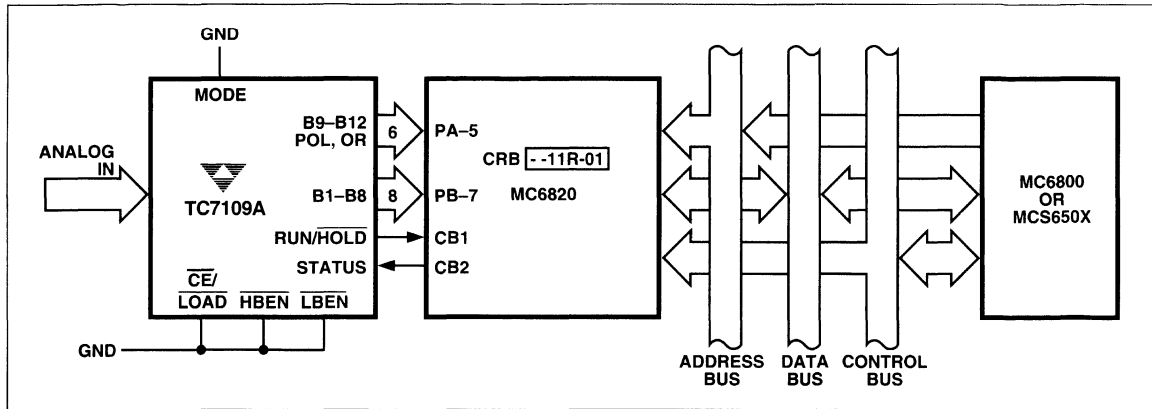 GND
MODE
B9–B12
POL, OR
6
PA–5
ANALOG
IN
CRB - -11R-01
MC6820
TC7109A
B1–B8
8
PB–7
MC6800
OR
MCS650X
RUN/HOLD
CB1
STATUS
CB2
CE/
LOAD
HBEN
LBEN
GND
ADDRESS
BUS
DATA
BUS
CONTROL
BUS